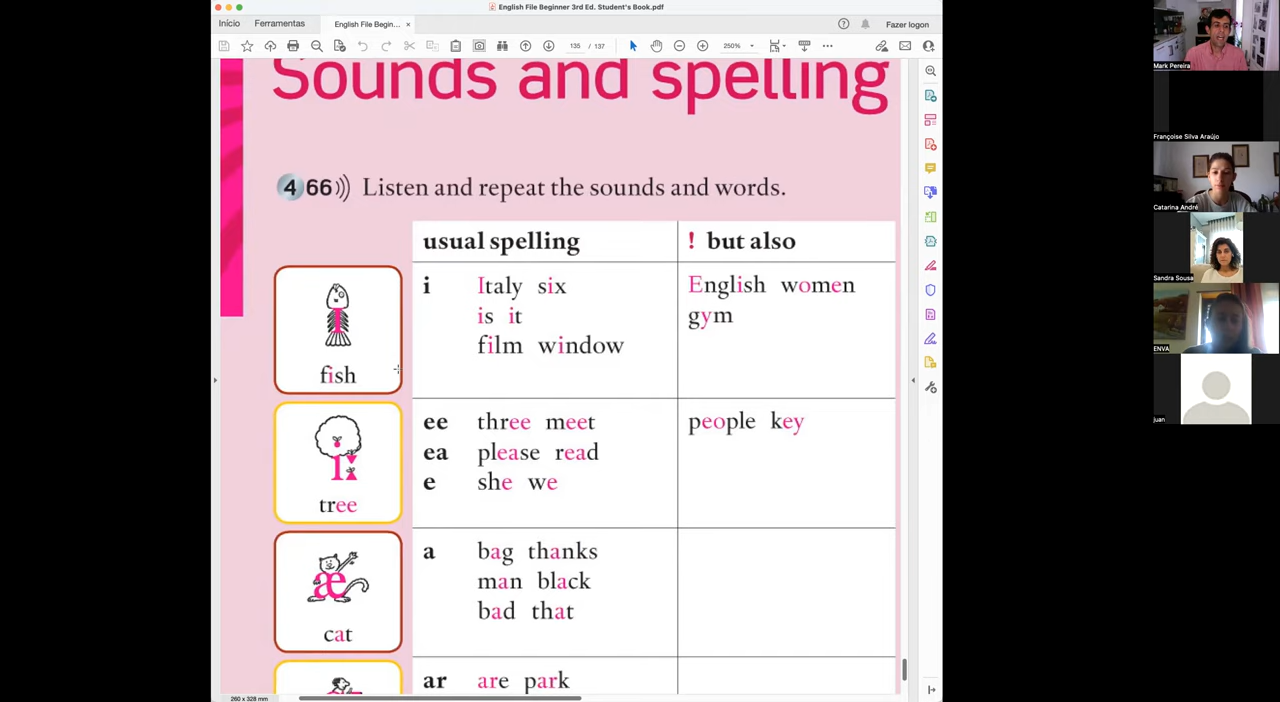 English File Beginner 3rd Ed. Student's Book.pdf
Início Ferramentas English File Begin... × Fazer logon
135 / 137 250%
Sounds and spelling
4 66 Listen and repeat the sounds and words.
usual spelling ! but also
fish
i Italy six
is it
film window
English women
gym
tree
ee three meet
ea please read
e she we
people key
æ
cat
a bag thanks
man black
bad that
ar are park
260 x 328 mm
Mark Pereira
Françoise Silva Araújo
Catarina André
Sandra Sousa
ENVA
juan